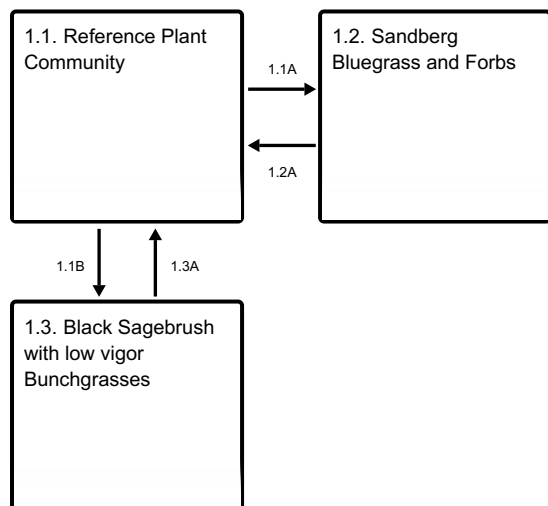 1.1. Reference Plant
Community
1.1A
1.2. Sandberg
Bluegrass and Forbs
1.2A
1.1B
1.3A
1.3. Black Sagebrush
with low vigor
Bunchgrasses